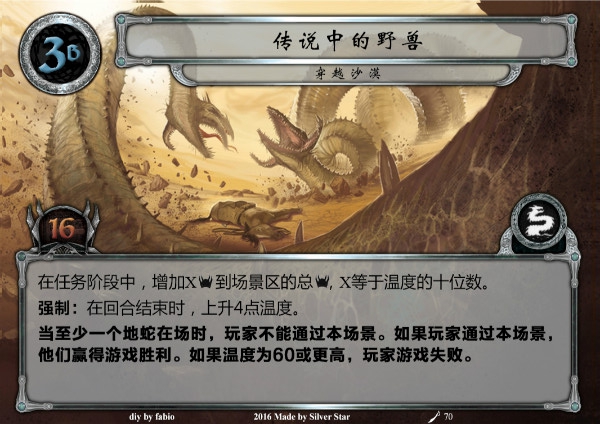 3B
传说中的野兽
穿越沙漠
16
在任务阶段中，增加X到场景区的总，X等于温度的十位数。
强制：在回合结束时，上升4点温度。
当至少一个地蛇在场时，玩家不能通过本场景。如果玩家通过本场景，
他们赢得游戏胜利。如果温度为60或更高，玩家游戏失败。
diy by fabio 2016 Made by Silver Star 70